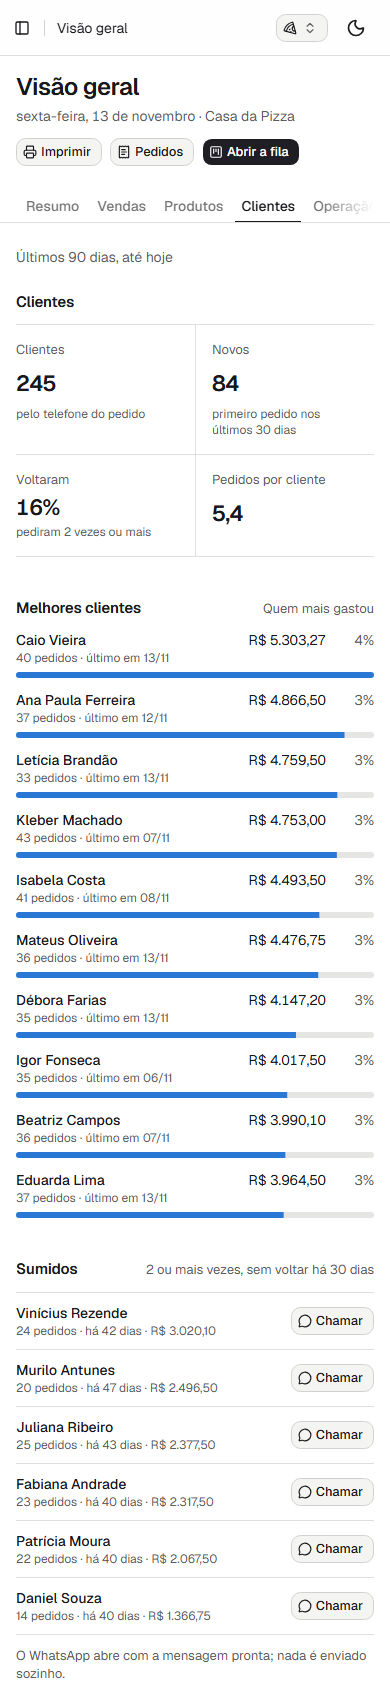 Visão geral
Visão geral
sexta-feira, 13 de novembro · Casa da Pizza
Imprimir
Pedidos
Abrir a fila
Resumo
Vendas
Produtos
Clientes
Operaçã
Últimos 90 dias, até hoje
Clientes
Clientes
245
pelo telefone do pedido
Novos
84
primeiro pedido nos
últimos 30 dias
Voltaram
16%
pediram 2 vezes ou mais
Pedidos por cliente
5,4
Melhores clientes
Quem mais gastou
Caio Vieira R$ 5.303,27 4%
40 pedidos · último em 13/11
Ana Paula Ferreira R$ 4.866,50 3%
37 pedidos · último em 12/11
Letícia Brandão R$ 4.759,50 3%
33 pedidos · último em 13/11
Kleber Machado R$ 4.753,00 3%
43 pedidos · último em 07/11
Isabela Costa R$ 4.493,50 3%
41 pedidos · último em 08/11
Mateus Oliveira R$ 4.476,75 3%
36 pedidos · último em 13/11
Débora Farias R$ 4.147,20 3%
35 pedidos · último em 13/11
Igor Fonseca R$ 4.017,50 3%
35 pedidos · último em 06/11
Beatriz Campos R$ 3.990,10 3%
36 pedidos · último em 07/11
Eduarda Lima R$ 3.964,50 3%
37 pedidos · último em 13/11
Sumidos
2 ou mais vezes, sem voltar há 30 dias
Vinícius Rezende
24 pedidos · há 42 dias · R$ 3.020,10
Chamar
Murilo Antunes
20 pedidos · há 47 dias · R$ 2.496,50
Chamar
Juliana Ribeiro
25 pedidos · há 43 dias · R$ 2.377,50
Chamar
Fabiana Andrade
23 pedidos · há 40 dias · R$ 2.317,50
Chamar
Patrícia Moura
22 pedidos · há 40 dias · R$ 2.067,50
Chamar
Daniel Souza
14 pedidos · há 40 dias · R$ 1.366,75
Chamar
O WhatsApp abre com a mensagem pronta; nada é enviado
sozinho.